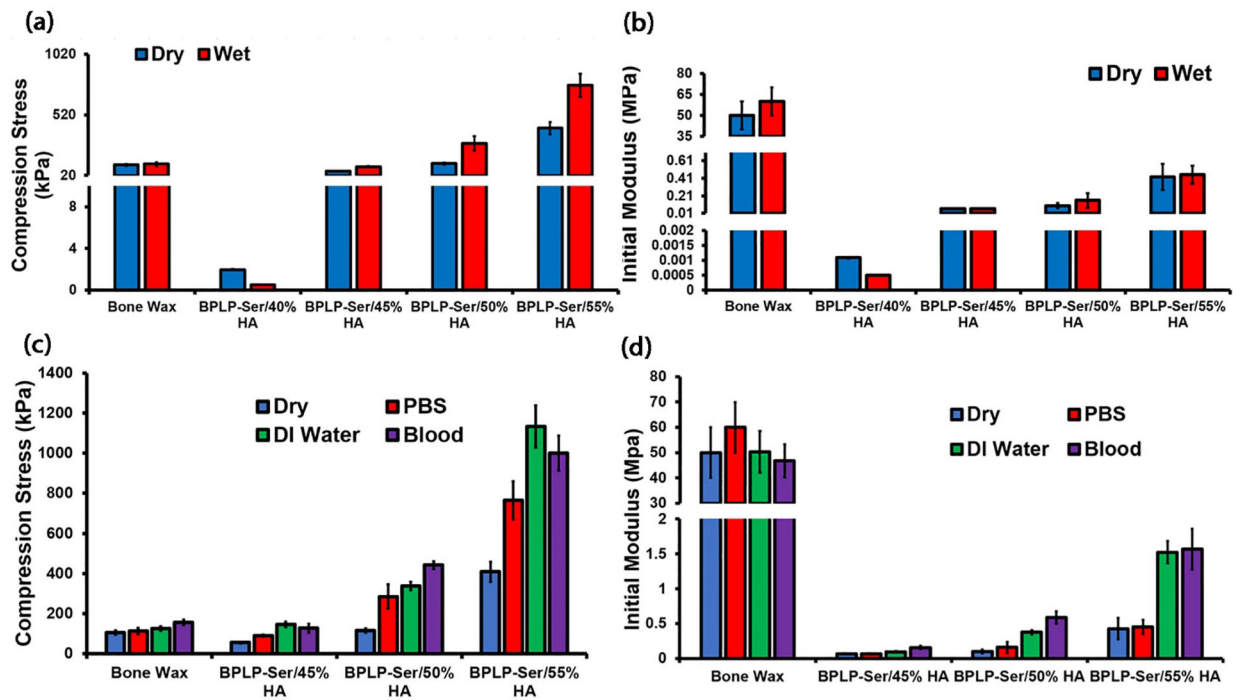 (a)
Dry Wet
Compression Stress
(kPa)
1020
520
20
8
4
0
Bone Wax BPLP-Ser/40% BPLP-Ser/45% BPLP-Ser/50% BPLP-Ser/55%
HA HA HA HA
(b)
Dry Wet
Initial Modulus (MPa)
80
65
50
35
0.61
0.21
0.01
0.002
0.0015
0.001
0.0005
0
Bone Wax BPLP-Ser/40% BPLP-Ser/45% BPLP-Ser/50% BPLP-Ser/55%
HA HA HA HA
(c)
Dry PBS
DI Water Blood
Compression Stress (kPa)
1400
1200
1000
800
600
400
200
0
Bone Wax BPLP-Ser/45% BPLP-Ser/50% BPLP-Ser/55%
HA HA HA
(d)
Dry PBS
DI Water Blood
Initial Modulus (Mpa)
80
70
60
50
40
30
2
1.5
1
0.5
0
Bone Wax BPLP-Ser/45% HA BPLP-Ser/50% HA BPLP-Ser/55% HA